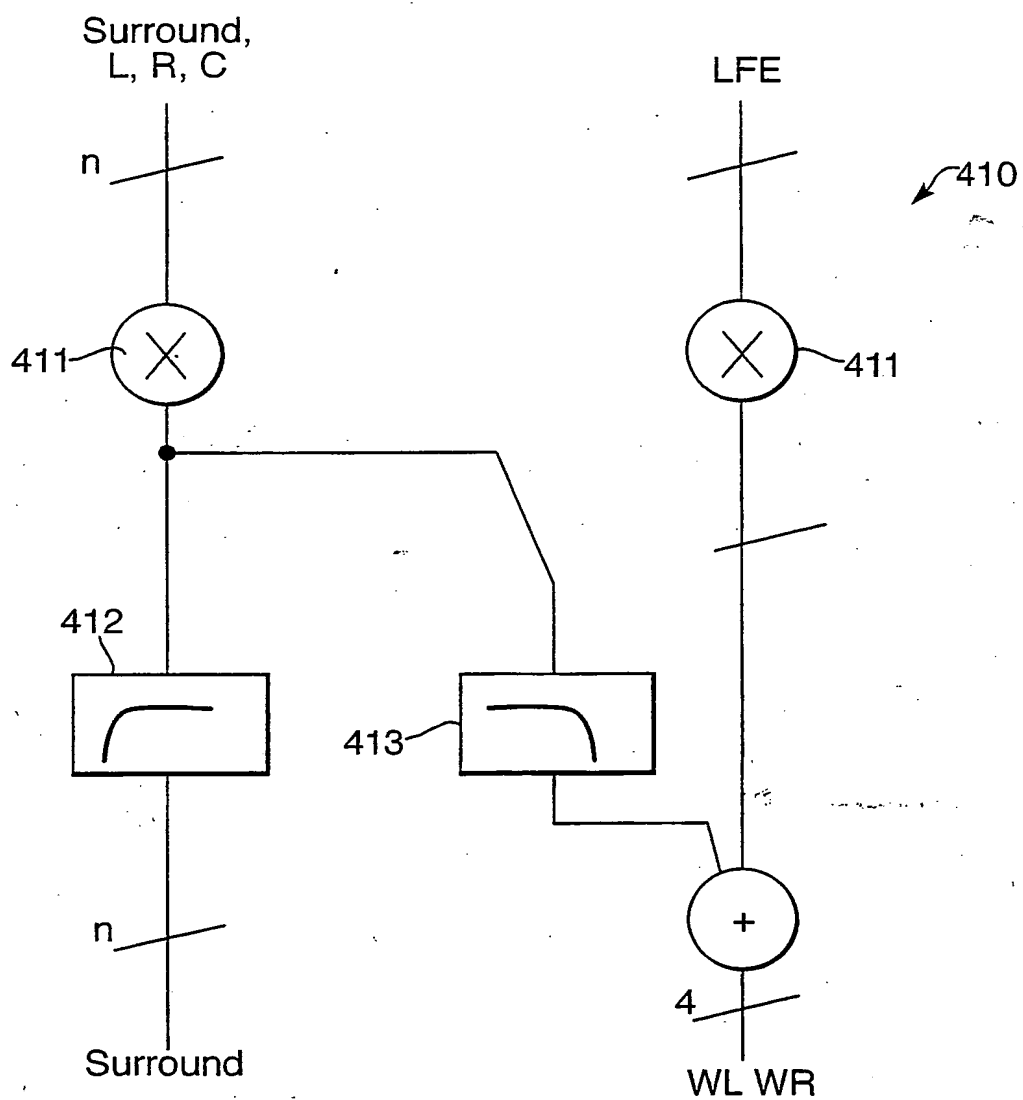 Surround,
L, R, C
LFE
n
410
411
411
412
413
+
n
4
Surround
WL WR